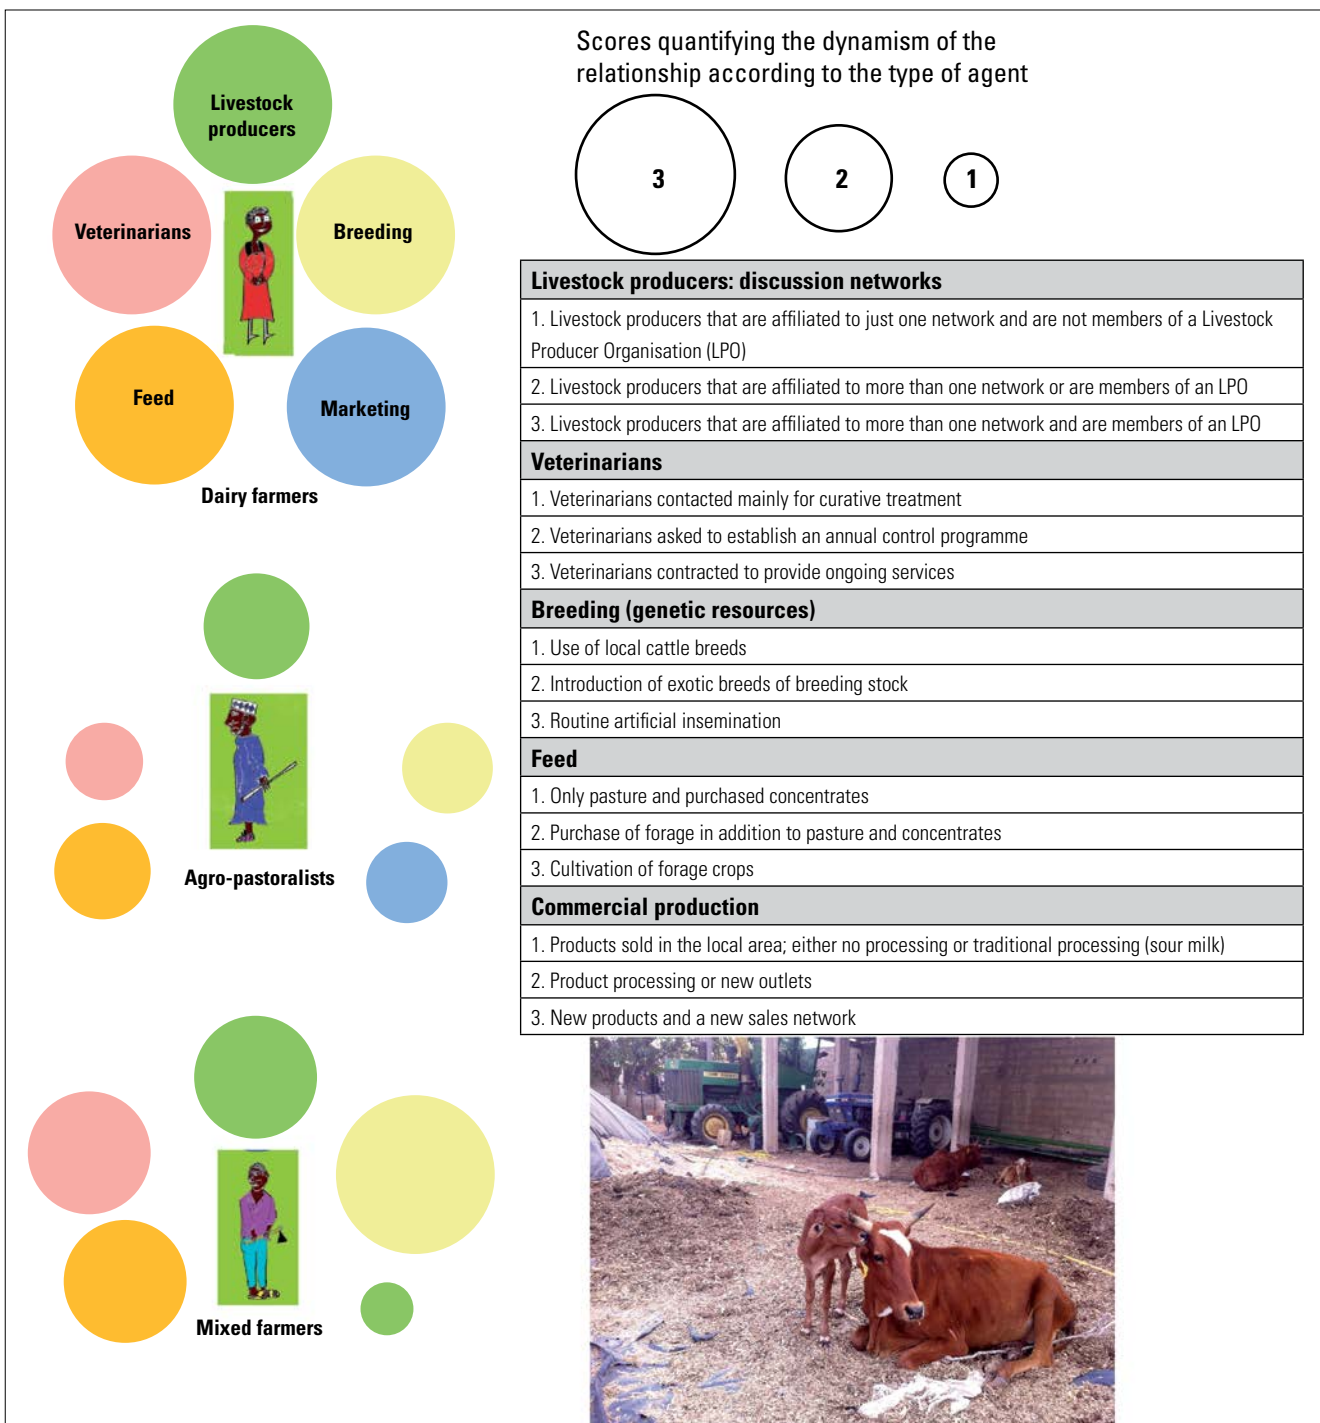 Livestock
producers
Veterinarians
Breeding
Feed
Marketing
Dairy farmers
Agro-pastoralists
Mixed farmers
Scores quantifying the dynamism of the
relationship according to the type of agent
3
2
1
Livestock producers: discussion networks
1. Livestock producers that are affiliated to just one network and are not members of a Livestock
Producer Organisation (LPO)
2. Livestock producers that are affiliated to more than one network or are members of an LPO
3. Livestock producers that are affiliated to more than one network and are members of an LPO
Veterinarians
1. Veterinarians contacted mainly for curative treatment
2. Veterinarians asked to establish an annual control programme
3. Veterinarians contracted to provide ongoing services
Breeding (genetic resources)
1. Use of local cattle breeds
2. Introduction of exotic breeds of breeding stock
3. Routine artificial insemination
Feed
1. Only pasture and purchased concentrates
2. Purchase of forage in addition to pasture and concentrates
3. Cultivation of forage crops
Commercial production
1. Products sold in the local area; either no processing or traditional processing (sour milk)
2. Product processing or new outlets
3. New products and a new sales network